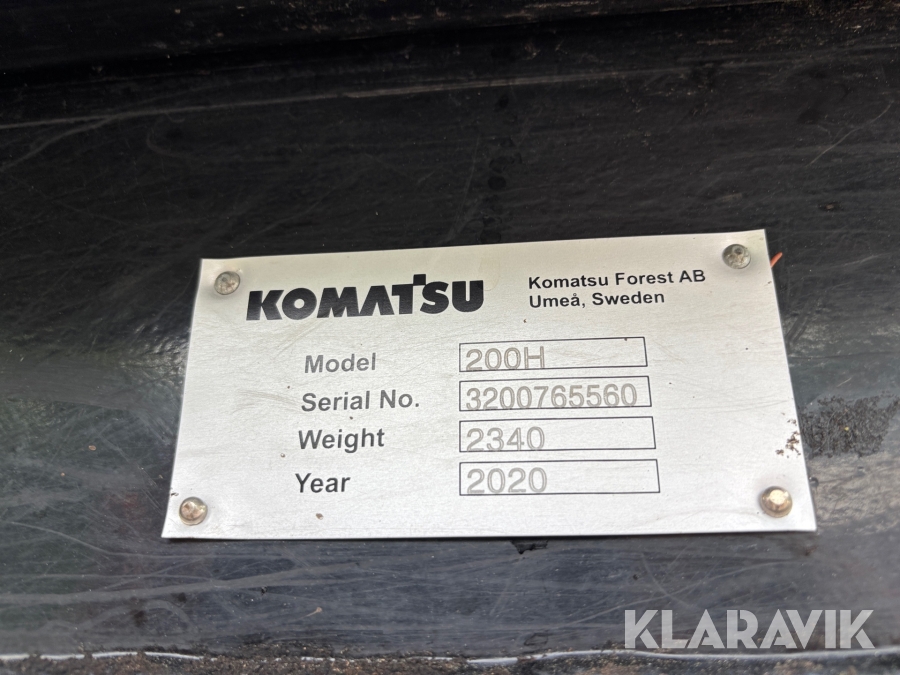 KOMATSU
Komatsu Forest AB
Umeå, Sweden
Model 200H
Serial No. 3200765560
Weight 2340
Year 2020
KLARAVIK